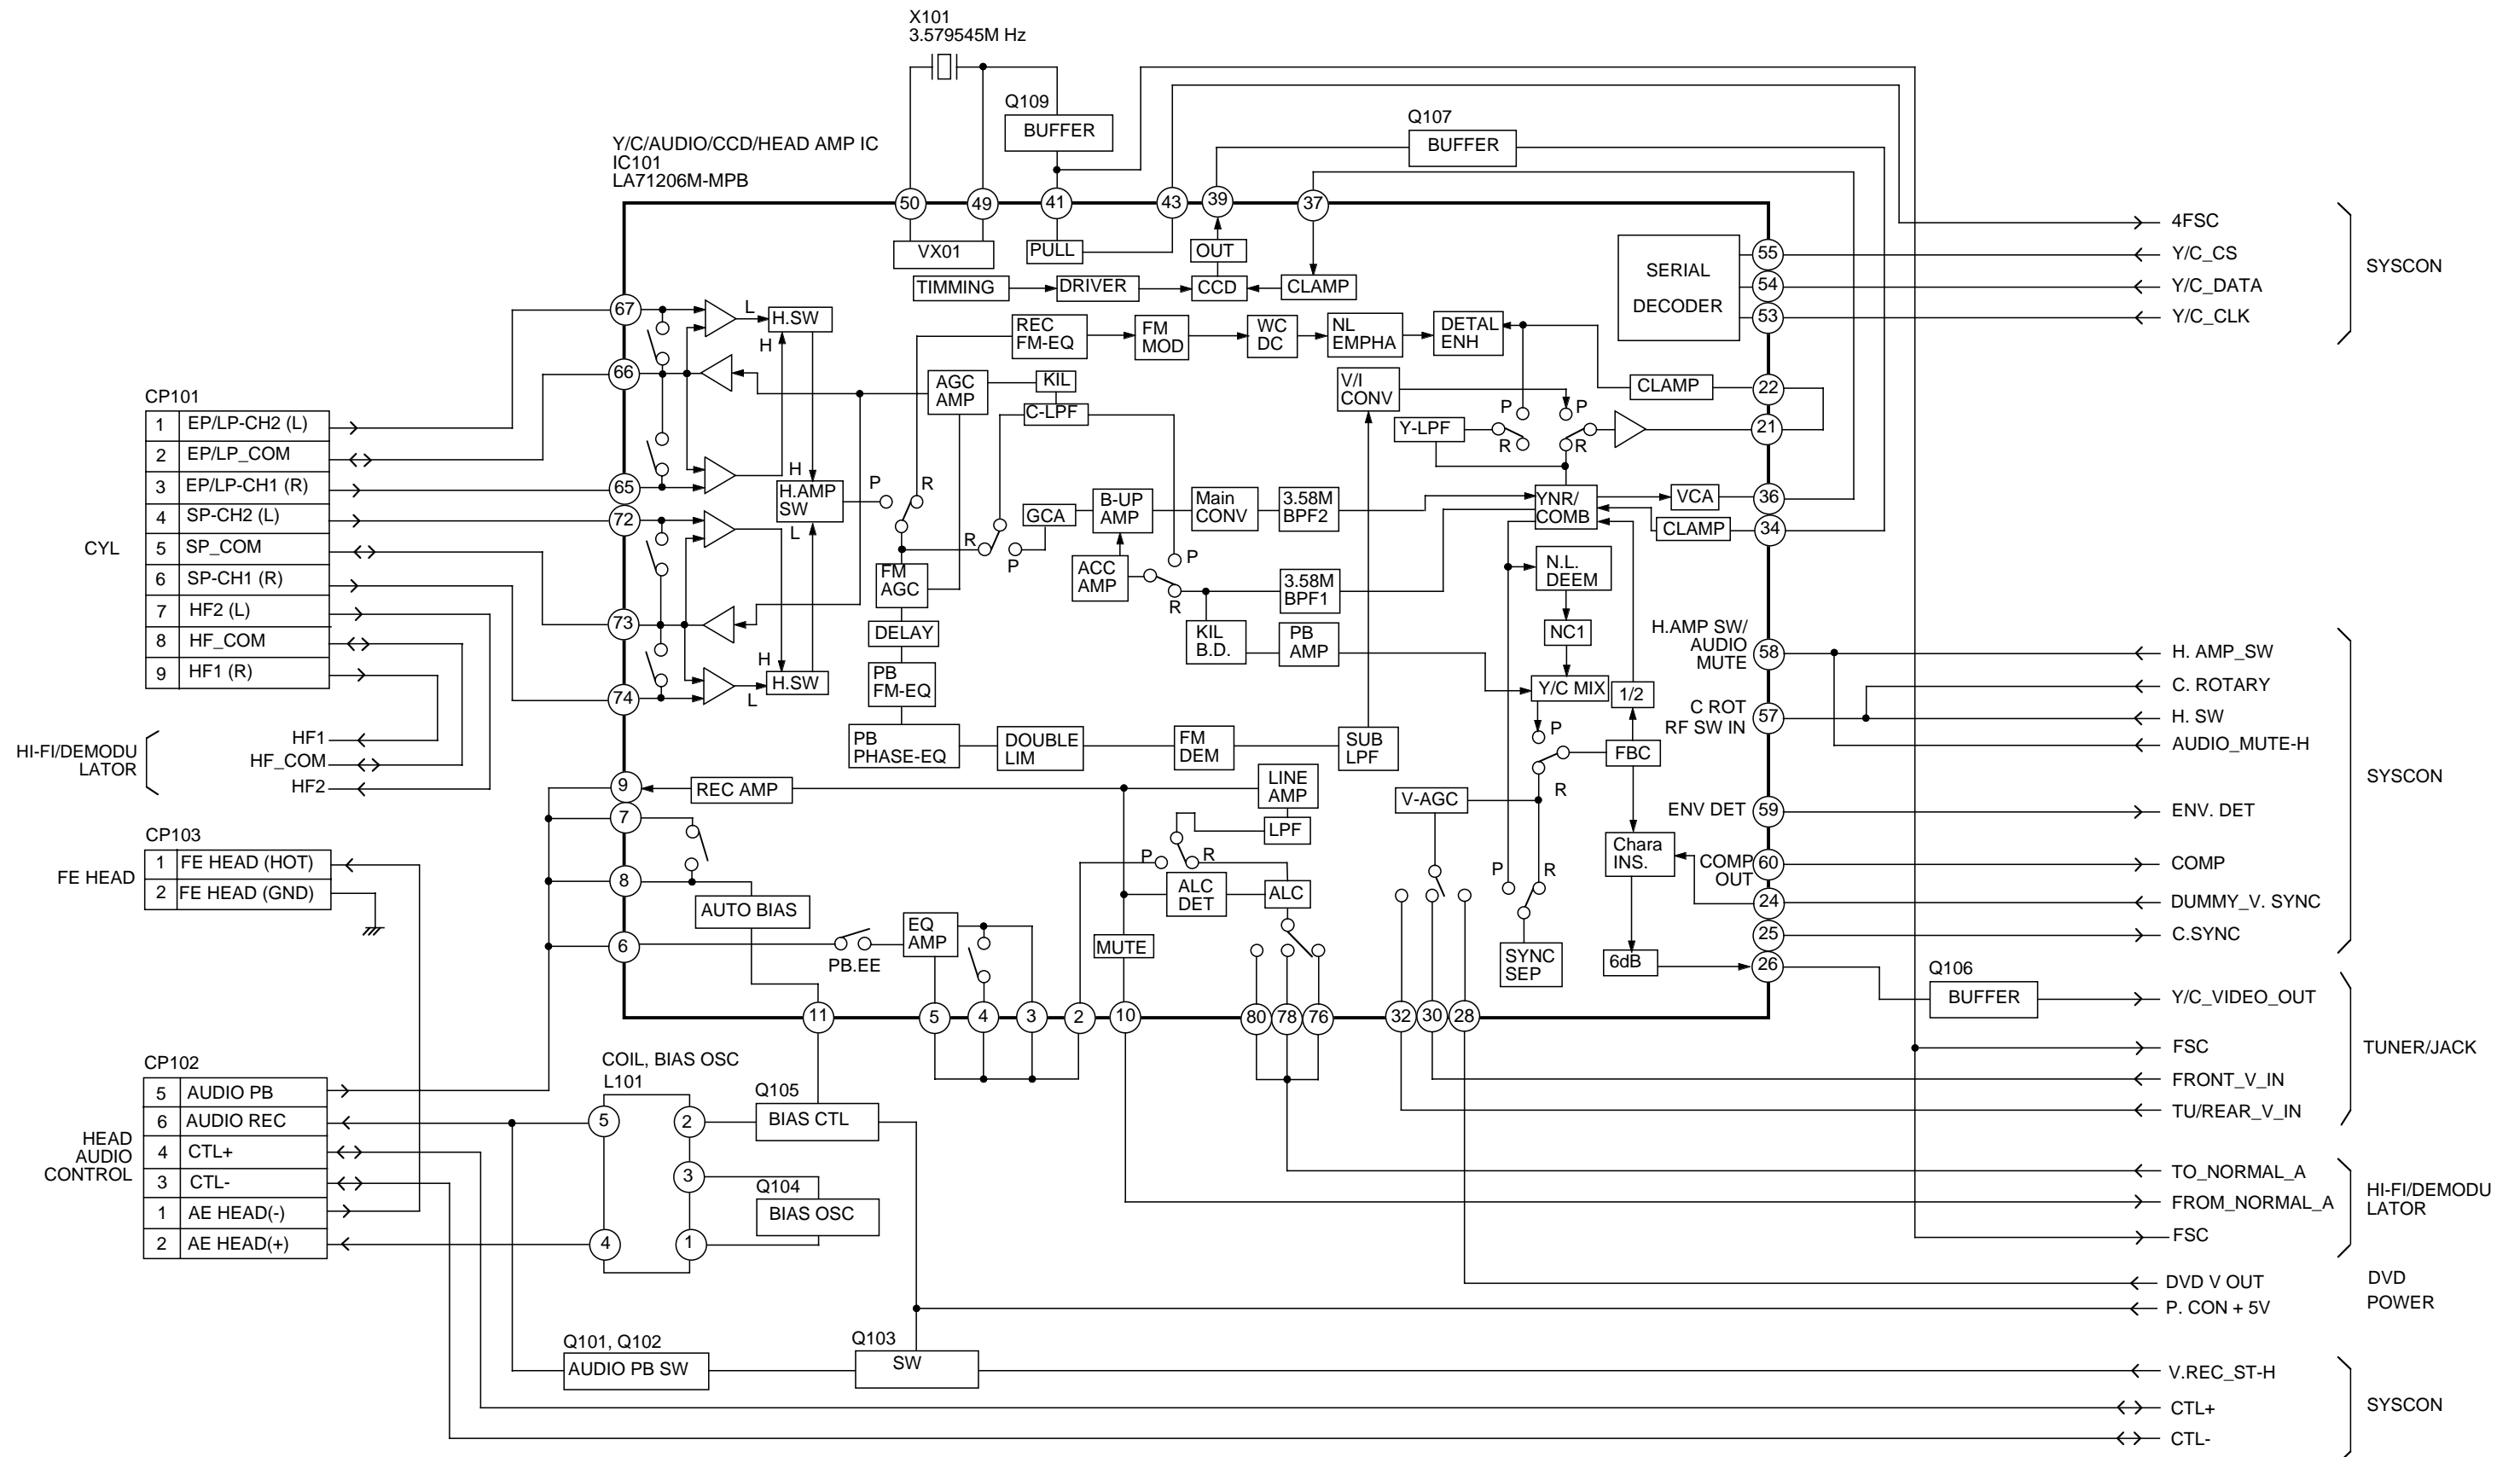 X101
3.579545M Hz
Q109
BUFFER
Q107
BUFFER
Y/C/AUDIO/CCD/HEAD AMP IC
IC101
LA71206M-MPB
50
49
41
43
39
37
VX01
PULL
OUT
TIMMING
DRIVER
CCD
CLAMP
SERIAL
DECODER
55
54
53
4FSC
Y/C_CS
Y/C_DATA
Y/C_CLK
SYSCON
67
66
65
72
73
74
L
H.SW
H
H
H.AMP
SW
L
H
H.SW
L
P
R
REC
FM-EQ
FM
MOD
WC
DC
NL
EMPHA
DETAL
ENH
AGC
AMP
KIL
C-LPF
V/I
CONV
CLAMP
22
21
P
P
Y-LPF
R
R
GCA
B-UP
AMP
Main
CONV
3.58M
BPF2
YNR/
COMB
VCA
36
CLAMP
34
R
P
P
FM
AGC
ACC
AMP
R
3.58M
BPF1
N.L.
DEEM
DELAY
KIL
B.D.
PB
AMP
NC1
PB
FM-EQ
Y/C MIX
1/2
PB
PHASE-EQ
DOUBLE
LIM
FM
DEM
SUB
LPF
P
FBC
R
H.AMP SW/
AUDIO
MUTE
58
C ROT
RF SW IN
57
ENV DET
59
COMP
OUT
60
24
25
26
H. AMP_SW
C. ROTARY
H. SW
AUDIO_MUTE-H
ENV. DET
COMP
DUMMY_V. SYNC
C.SYNC
SYSCON
CP101
CYL
1 EP/LP-CH2 (L)
2 EP/LP_COM
3 EP/LP-CH1 (R)
4 SP-CH2 (L)
5 SP_COM
6 SP-CH1 (R)
7 HF2 (L)
8 HF_COM
9 HF1 (R)
HI-FI/DEMODU
LATOR
HF1
HF_COM
HF2
CP103
FE HEAD
1 FE HEAD (HOT)
2 FE HEAD (GND)
9
7
8
6
REC AMP
LINE
AMP
LPF
V-AGC
P
R
ALC
DET
ALC
AUTO BIAS
EQ
AMP
PB.EE
MUTE
P
R
SYNC
SEP
Chara
INS.
6dB
11
5
4
3
2
10
80
78
76
32
30
28
Q106
BUFFER
Y/C_VIDEO_OUT
FSC
FRONT_V_IN
TU/REAR_V_IN
TUNER/JACK
CP102
HEAD
AUDIO
CONTROL
5 AUDIO PB
6 AUDIO REC
4 CTL+
3 CTL-
1 AE HEAD(-)
2 AE HEAD(+)
COIL, BIAS OSC
L101
5
2
3
4
1
Q105
BIAS CTL
Q104
BIAS OSC
TO_NORMAL_A
FROM_NORMAL_A
FSC
HI-FI/DEMODU
LATOR
DVD V OUT
DVD
P. CON + 5V
POWER
Q101, Q102
AUDIO PB SW
Q103
SW
V.REC_ST-H
CTL+
CTL-
SYSCON